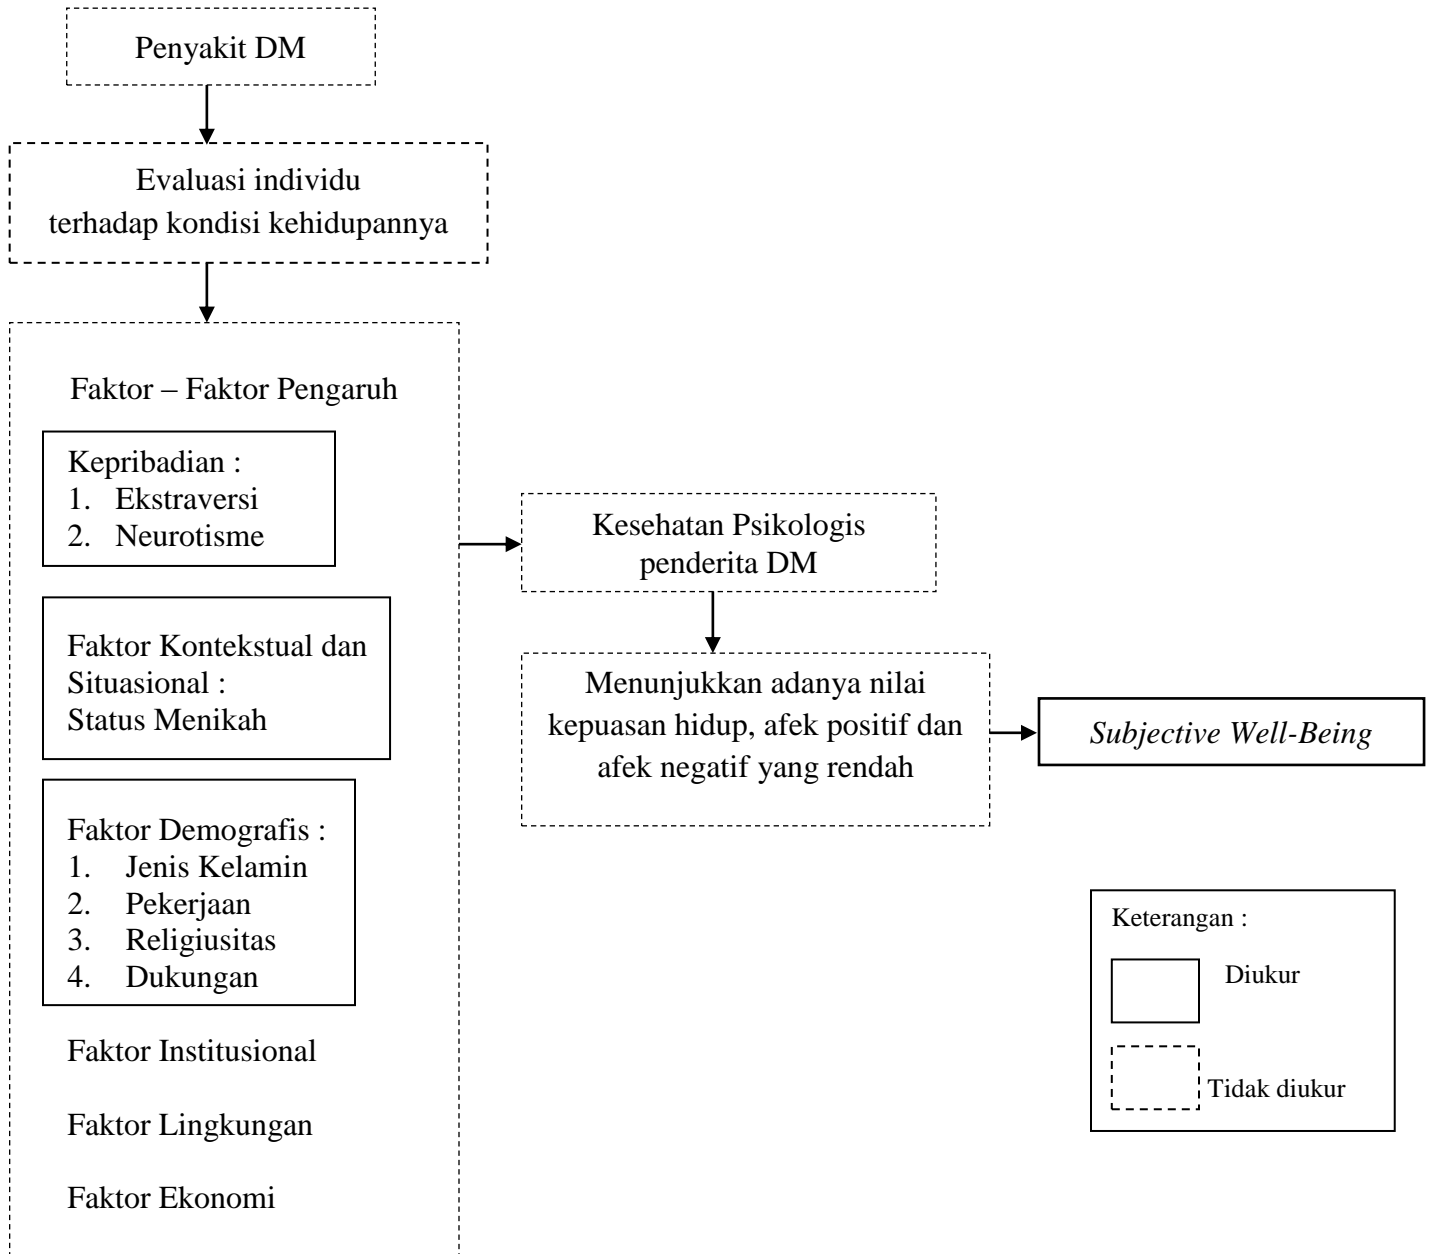 Penyakit DM
Evaluasi individu
terhadap kondisi kehidupannya
Faktor – Faktor Pengaruh
Kepribadian :
1. Ekstraversi
2. Neurotisme
Faktor Kontekstual dan
Situasional :
Status Menikah
Faktor Demografis :
1. Jenis Kelamin
2. Pekerjaan
3. Religiusitas
4. Dukungan
Faktor Institusional
Faktor Lingkungan
Faktor Ekonomi
Kesehatan Psikologis
penderita DM
Menunjukkan adanya nilai
kepuasan hidup, afek positif dan
afek negatif yang rendah
Subjective Well-Being
Keterangan :
Diukur
Tidak diukur